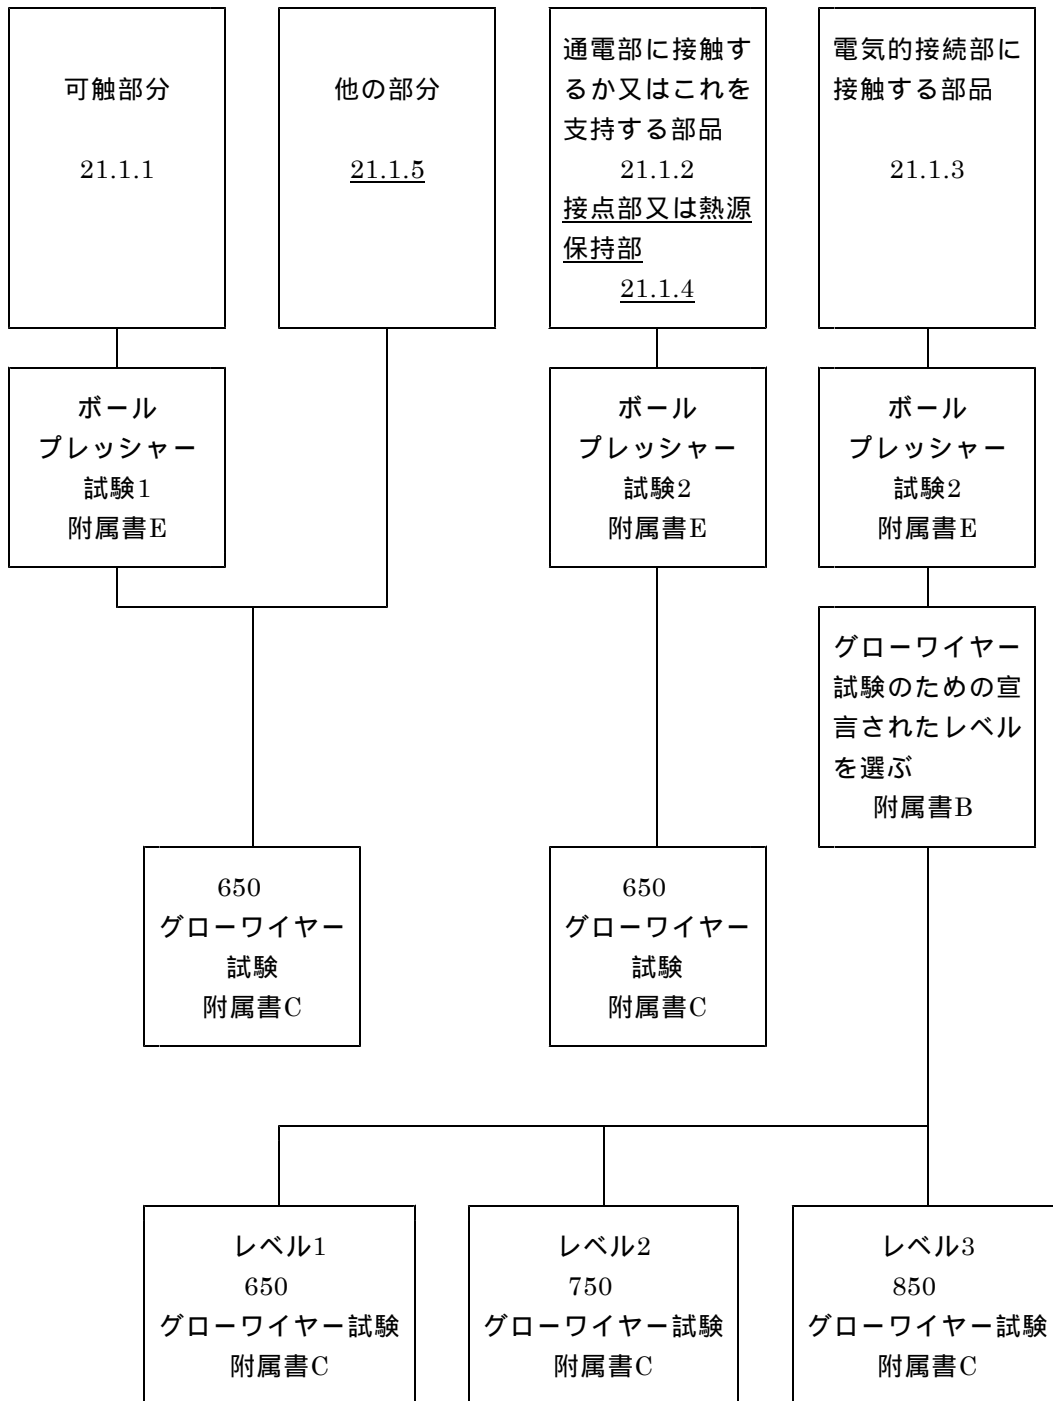 可触部分
21.1.1
他の部分
21.1.5
通電部に接触す
るか又はこれを
支持する部品
21.1.2
接点部又は熱源
保持部
21.1.4
電気的接続部に
接触する部品
21.1.3
ボール
プレッシャー
試験1
附属書E
ボール
プレッシャー
試験2
附属書E
ボール
プレッシャー
試験2
附属書E
グローワイヤー
試験のための宣
言されたレベル
を選ぶ
附属書B
650
グローワイヤー
試験
附属書C
650
グローワイヤー
試験
附属書C
レベル1
650
グローワイヤー試験
附属書C
レベル2
750
グローワイヤー試験
附属書C
レベル3
850
グローワイヤー試験
附属書C